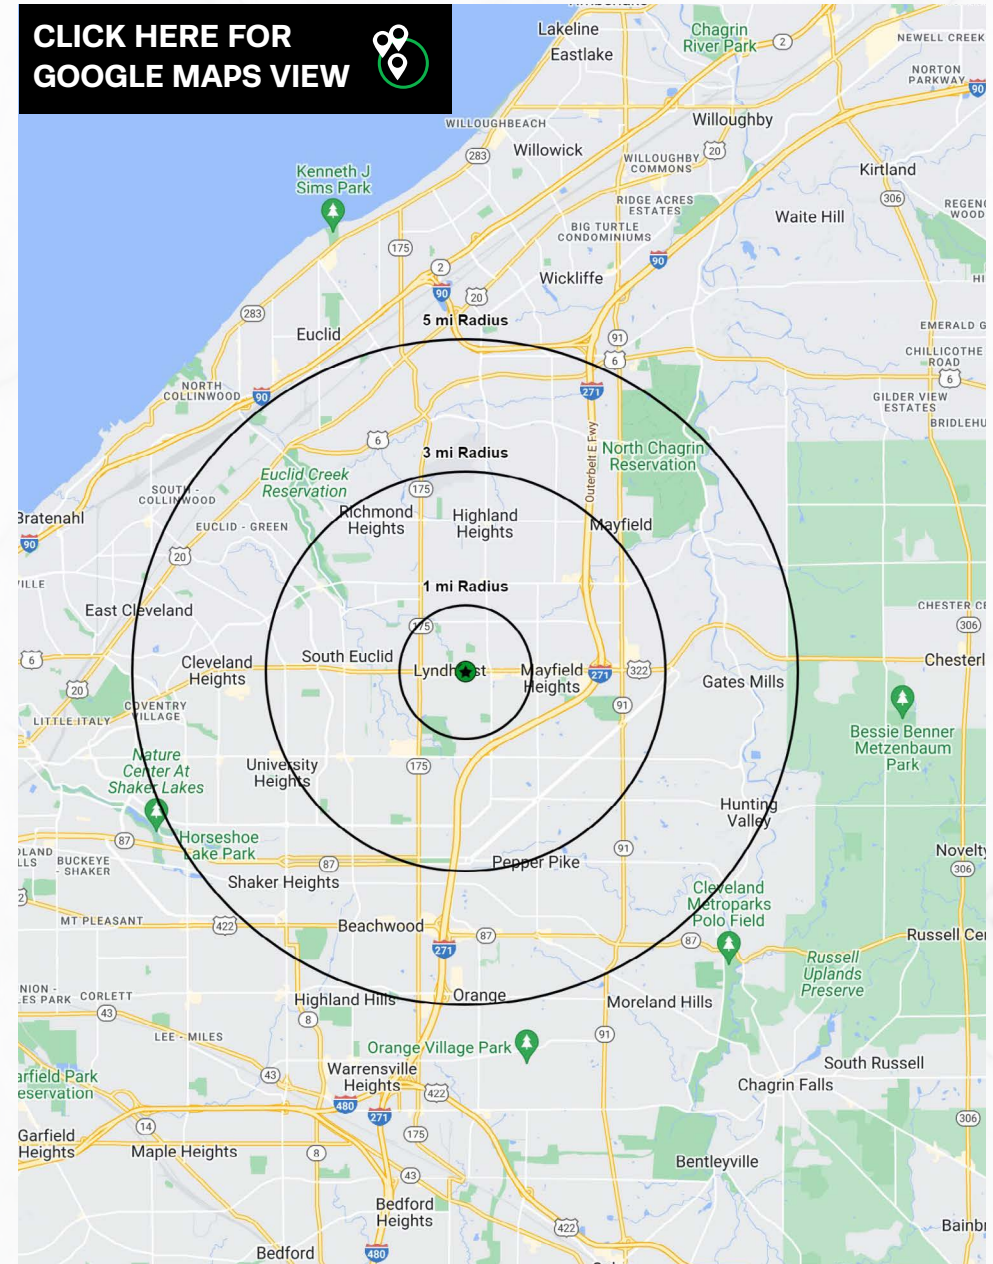 CLICK HERE FOR
GOOGLE MAPS VIEW
Lakeline
Chagrin
River Park
2
NEWELL CREEK
Eastlake
NORTON
PARKWAY
90
WILLOUGHBEACH
Willoughby
283
Willowick
20
WILLOUGHBY
COMMONS
Kirtland
Kenneth J
Sims Park
306
RIDGE ACRES
ESTATES
Waite Hill
BIG TURTLE
CONDOMINIUMS
175
2
90
Wickliffe
90
20
283
5 mi Radius
Euclid
91
6
EMERALD G
CHILLICOTHE
ROAD
6
NORTH
COLLINWOOD
90
271
GILDER VIEW
ESTATES
BRIDLEHU
6
Outerbelt E Fwy
North Chagrin
Reservation
3 mi Radius
Euclid Creek
Reservation
175
SOUTH -
COLLINWOOD
Richmond
Heights
Highland
Heights
Mayfield
Bratenahl
90
EUCLID - GREEN
20
1 mi Radius
East Cleveland
CHESTER
306
175
6
Cleveland
Heights
South Euclid
Lyndh st
Mayfield
Heights
271
322
Gates Mills
Chesterl
20
91
LITTLE ITALY
COVENTRY
VILLAGE
Bessie Benner
Metzenbaum
Park
Nature
Center At
Shaker Lakes
University
Heights
175
Hunting
Valley
87
Horseshoe
Lake Park
91
BUCKEYE
- SHAKER
87
Pepper Pike
Novelty
306
Shaker Heights
Cleveland
Metroparks
Polo Field
MT PLEASANT
422
Beachwood
87
271
87
Russell Cer
Russell
Uplands
Preserve
CORLETT
Highland Hills
Orange
Moreland Hills
43
8
LEE - MILES
91
Orange Village Park
South Russell
Warrensville
Heights
43
Chagrin Falls
arfield Park
eservation
422
480
271
306
14
175
Garfield
Heights
Maple Heights
8
Bentleyville
43
Bedford
Heights
422
Bainbr
Bedford
480